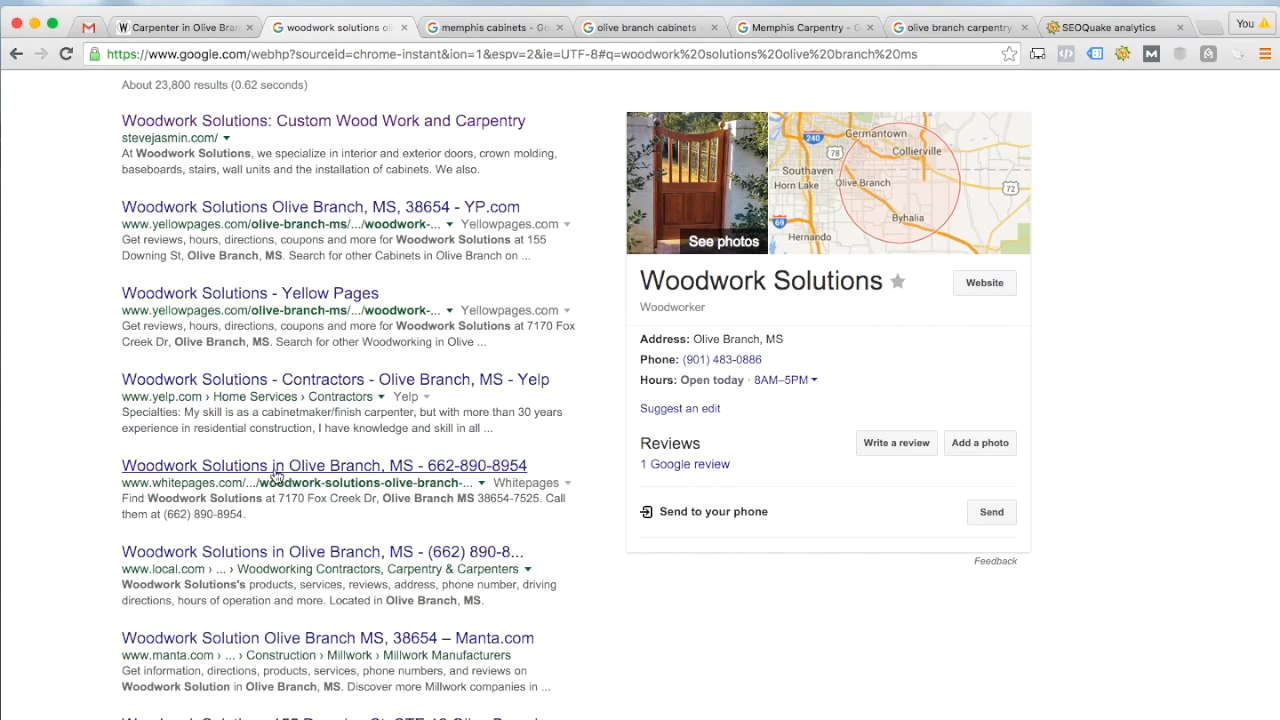 Carpenter in Olive Branch
woodwork solutions oli
memphis cabinets - Go
olive branch cabinets -
Memphis Carpentry - G
olive branch carpentry
SEOQuake analytics
You
https://www.google.com/webhp?sourceid=chrome-instant&ion=1&espv=2&ie=UTF-8#q=woodwork%20solutions%20olive%20branch%20ms
About 23,800 results (0.62 seconds)
Woodwork Solutions: Custom Wood Work and Carpentry
stevejasmin.com/
At Woodwork Solutions, we specialize in interior and exterior doors, crown molding,
baseboards, stairs, wall units and the installation of cabinets. We also.
Woodwork Solutions Olive Branch, MS, 38654 - YP.com
www.yellowpages.com/olive-branch-ms/.../woodwork-... Yellowpages.com
Get reviews, hours, directions, coupons and more for Woodwork Solutions at 155
Downing St, Olive Branch, MS. Search for other Cabinets in Olive Branch on ...
Woodwork Solutions - Yellow Pages
www.yellowpages.com/olive-branch-ms/.../woodwork-... Yellowpages.com
Get reviews, hours, directions, coupons and more for Woodwork Solutions at 7170 Fox
Creek Dr, Olive Branch, MS. Search for other Woodworking in Olive ...
Woodwork Solutions - Contractors - Olive Branch, MS - Yelp
www.yelp.com › Home Services › Contractors Yelp
Specialties: My skill is as a cabinetmaker/finish carpenter, but with more than 30 years
experience in residential construction, I have knowledge and skill in all ...
Woodwork Solutions in Olive Branch, MS - 662-890-8954
www.whitepages.com/.../woodwork-solutions-olive-branch-... Whitepages
Find Woodwork Solutions at 7170 Fox Creek Dr, Olive Branch MS 38654-7525. Call
them at (662) 890-8954.
Woodwork Solutions in Olive Branch, MS - (662) 890-8...
www.local.com › ... › Woodworking Contractors, Carpentry & Carpenters
Woodwork Solutions's products, services, reviews, address, phone number, driving
directions, hours of operation and more. Located in Olive Branch, MS.
Woodwork Solution Olive Branch MS, 38654 – Manta.com
www.manta.com › ... › Construction › Millwork › Millwork Manufacturers
Get information, directions, products, services, phone numbers, and reviews on
Woodwork Solution in Olive Branch, MS. Discover more Millwork companies in ...
See photos
Germantown
240
Collierville
78
Southaven
72
Horn Lake
Olive Branch
Byhalia
69
Hernando
Woodwork Solutions
Website
Woodworker
Address: Olive Branch, MS
Phone: (901) 483-0886
Hours: Open today · 8AM–5PM
Suggest an edit
Reviews
Write a review
Add a photo
1 Google review
Send to your phone
Send
Feedback